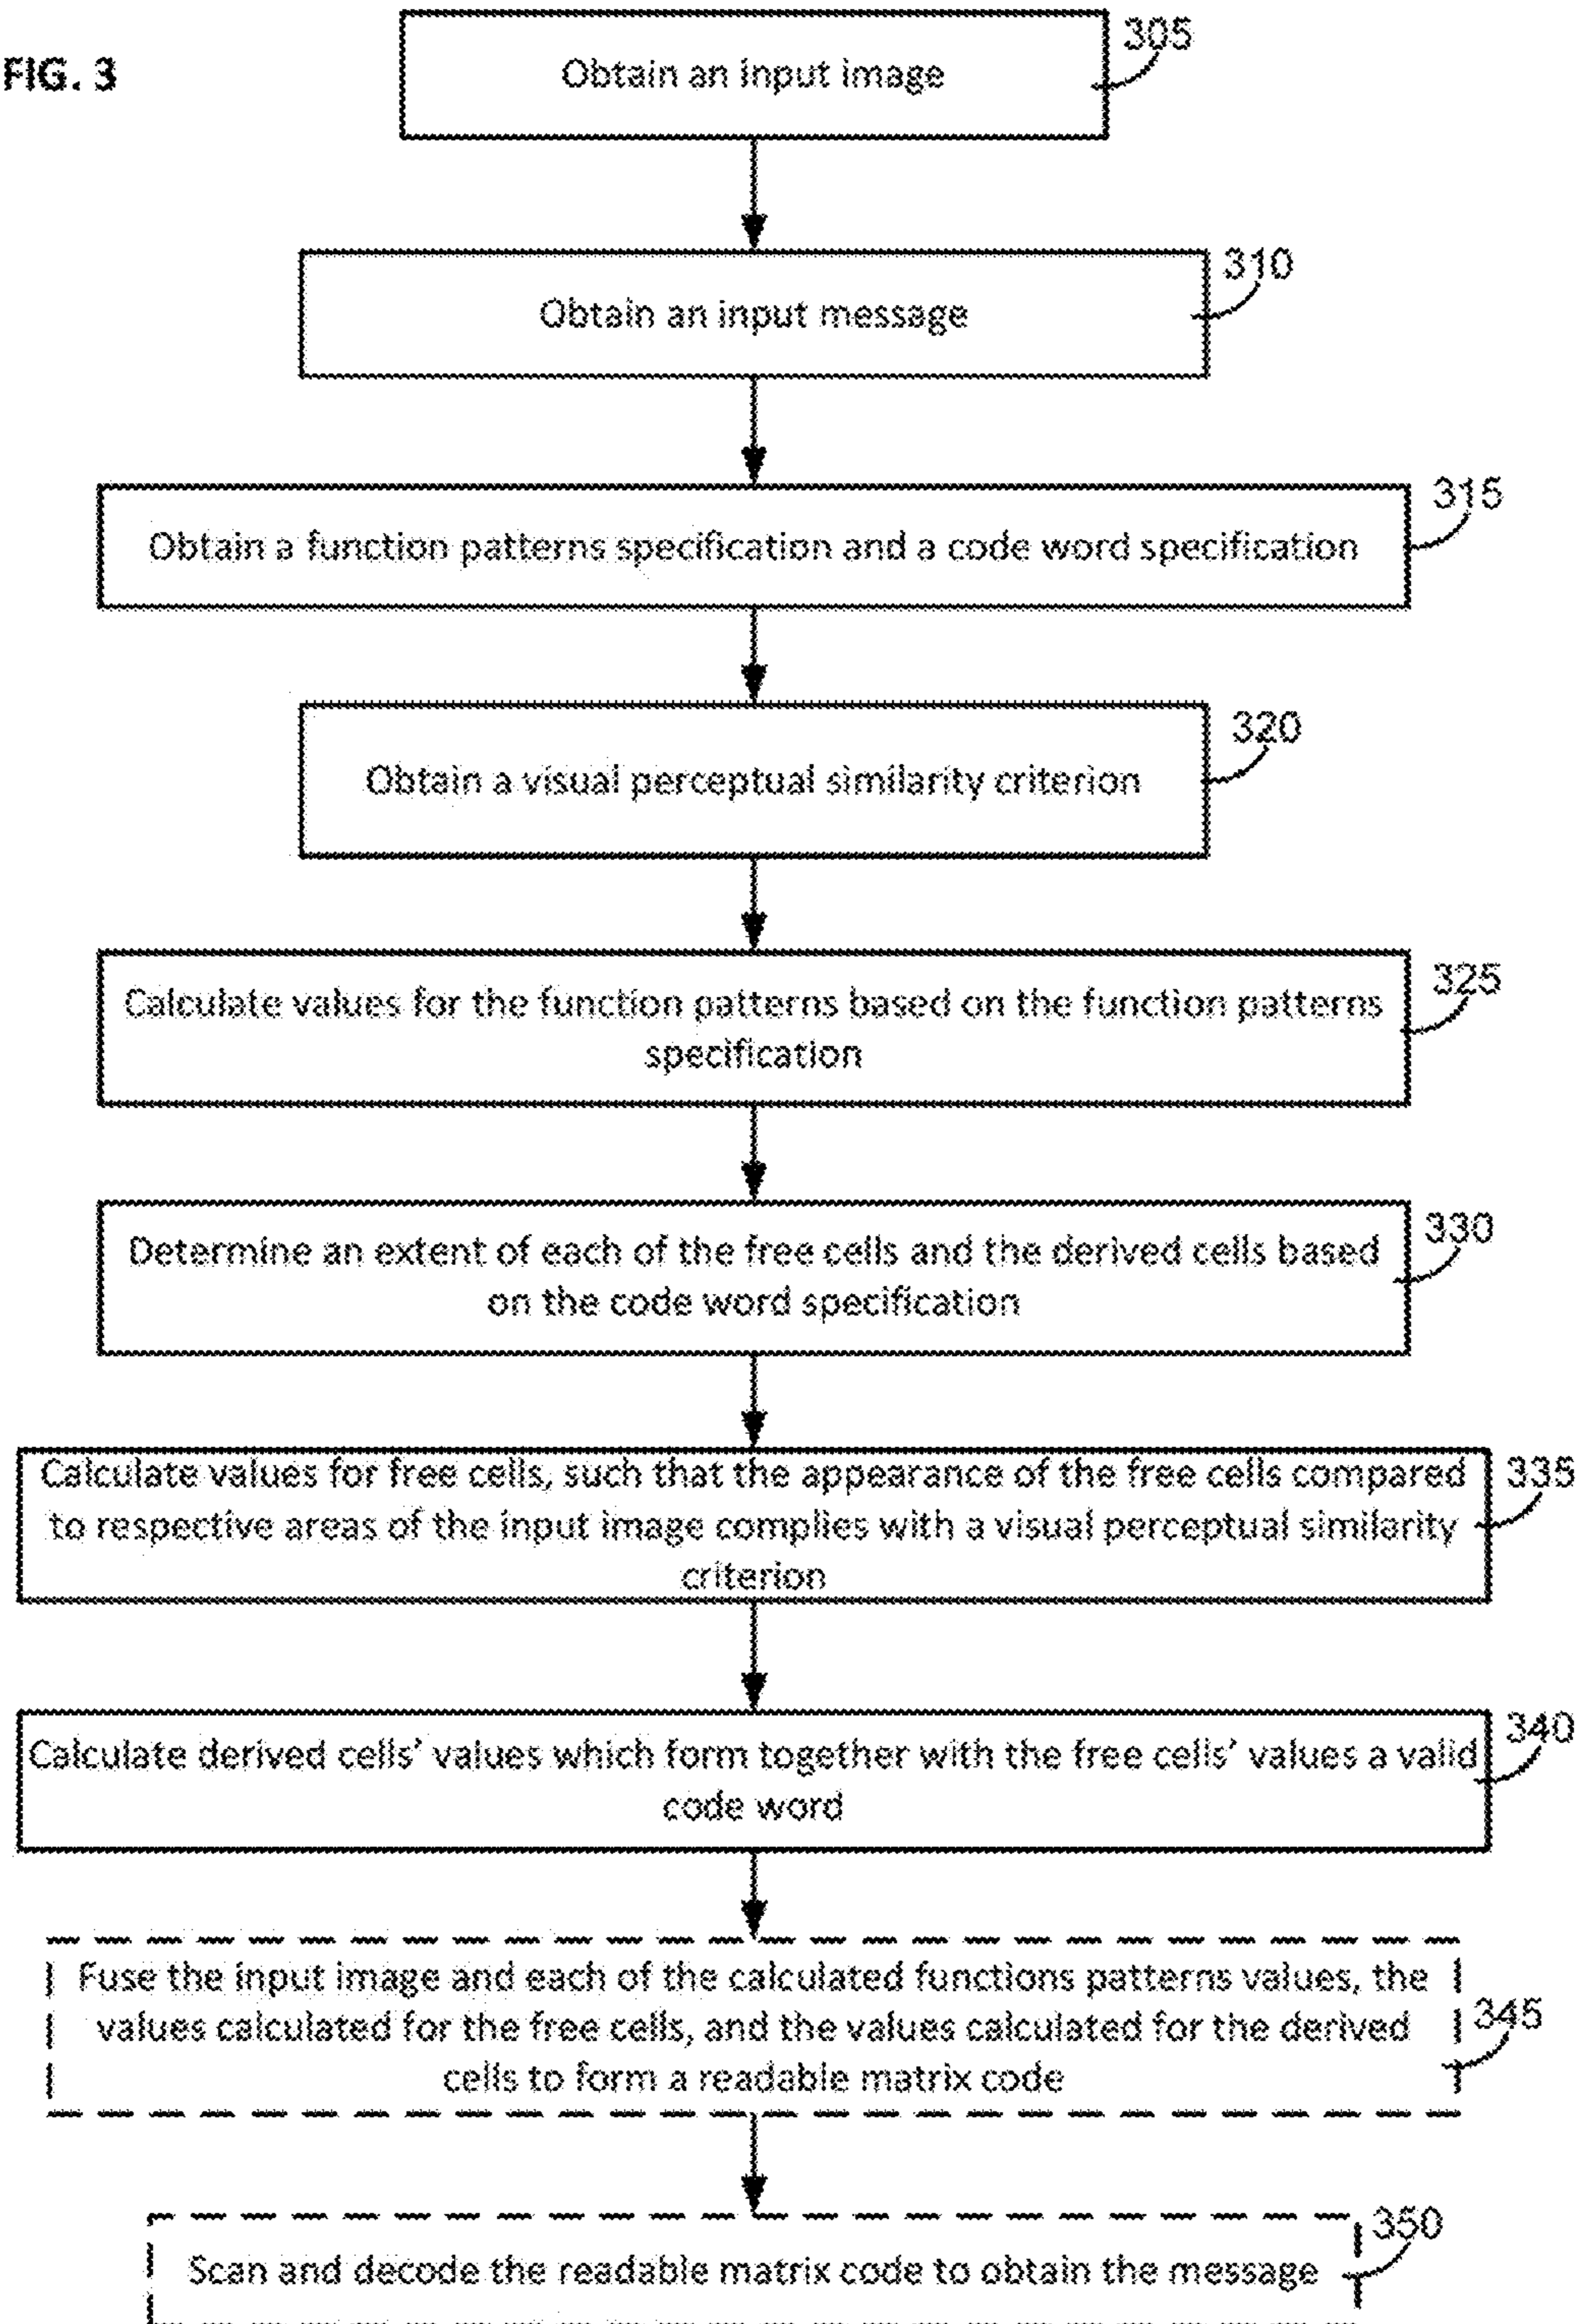 FIG. 3
305
Obtain an input image
310
Obtain an input message
315
Obtain a function patterns specification and a code word specification
320
Obtain a visual perceptual similarity criterion
325
Calculate values for the function patterns based on the function patterns
specification
330
Determine an extent of each of the free cells and the derived cells based
on the code word specification
335
Calculate values for free cells, such that the appearance of the free cells compared
to respective areas of the input image complies with a visual perceptual similarity
criterion
340
Calculate derived cells’ values which form together with the free cells’ values a valid
code word
345
Fuse the input image and each of the calculated functions patterns values, the
values calculated for the free cells, and the values calculated for the derived
cells to form a readable matrix code
350
Scan and decode the readable matrix code to obtain the message